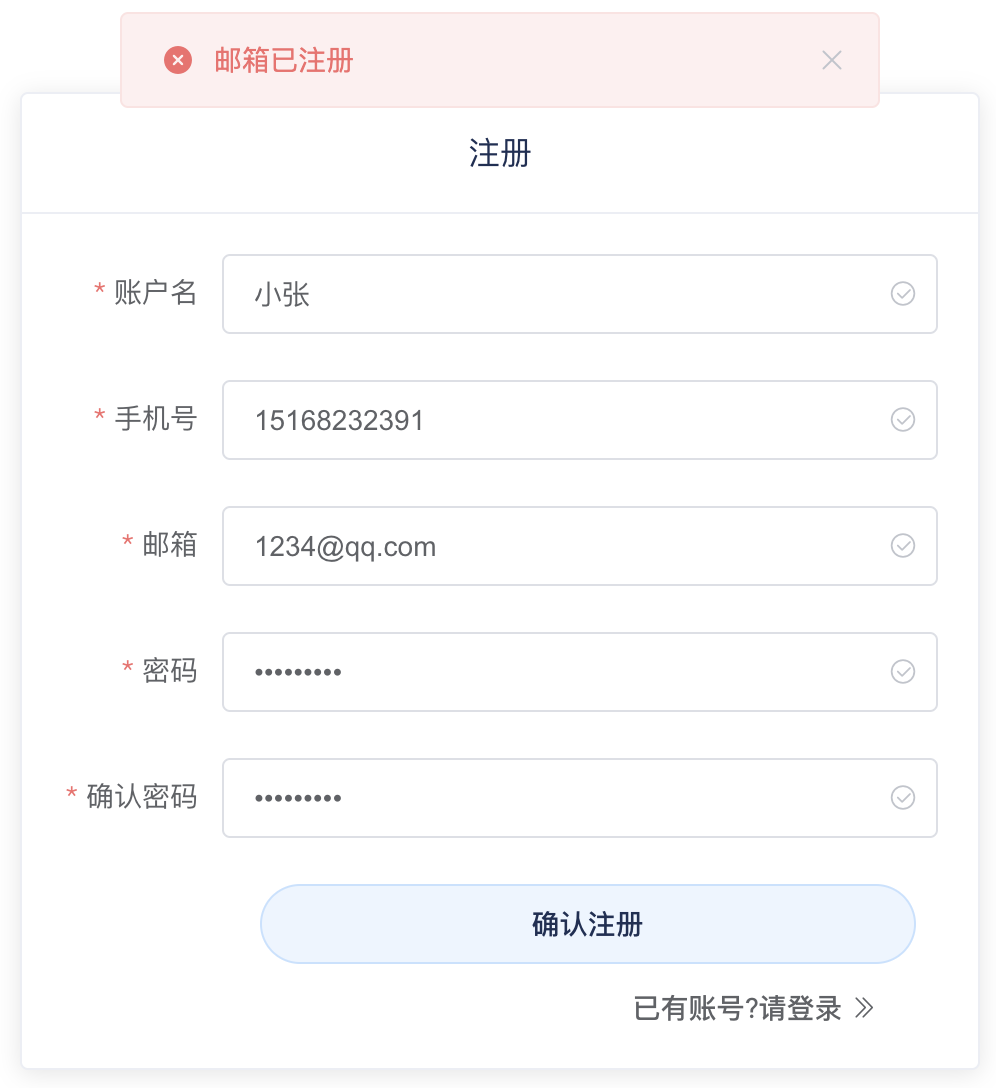 邮箱已注册
注册
* 账户名 小张
* 手机号 15168232391
* 邮箱 1234@qq.com
* 密码 •••••••••
* 确认密码 •••••••••
确认注册
已有账号?请登录